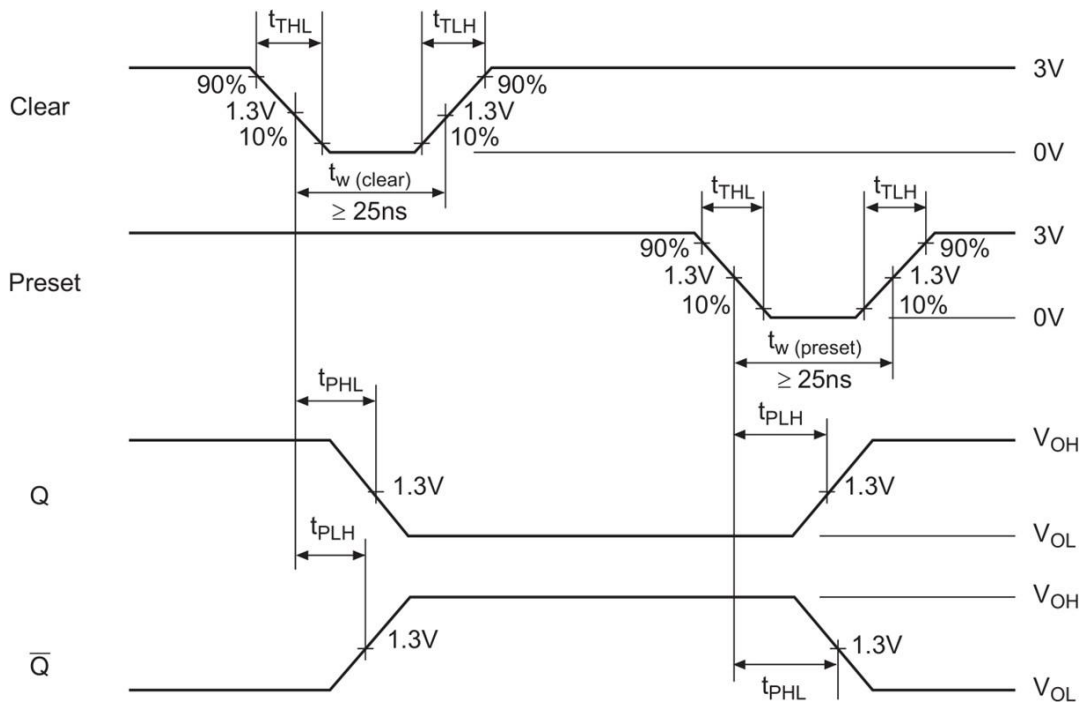 tTHL
tTLH
Clear
90%
90%
3V
1.3V
1.3V
10%
10%
0V
tw (clear)
≥ 25ns
tTHL
tTLH
Preset
90%
90%
3V
1.3V
1.3V
10%
10%
0V
tw (preset)
≥ 25ns
tPHL
tPLH
VOH
Q
1.3V
1.3V
tPLH
VOL
VOH
Q̅
1.3V
1.3V
tPHL
VOL